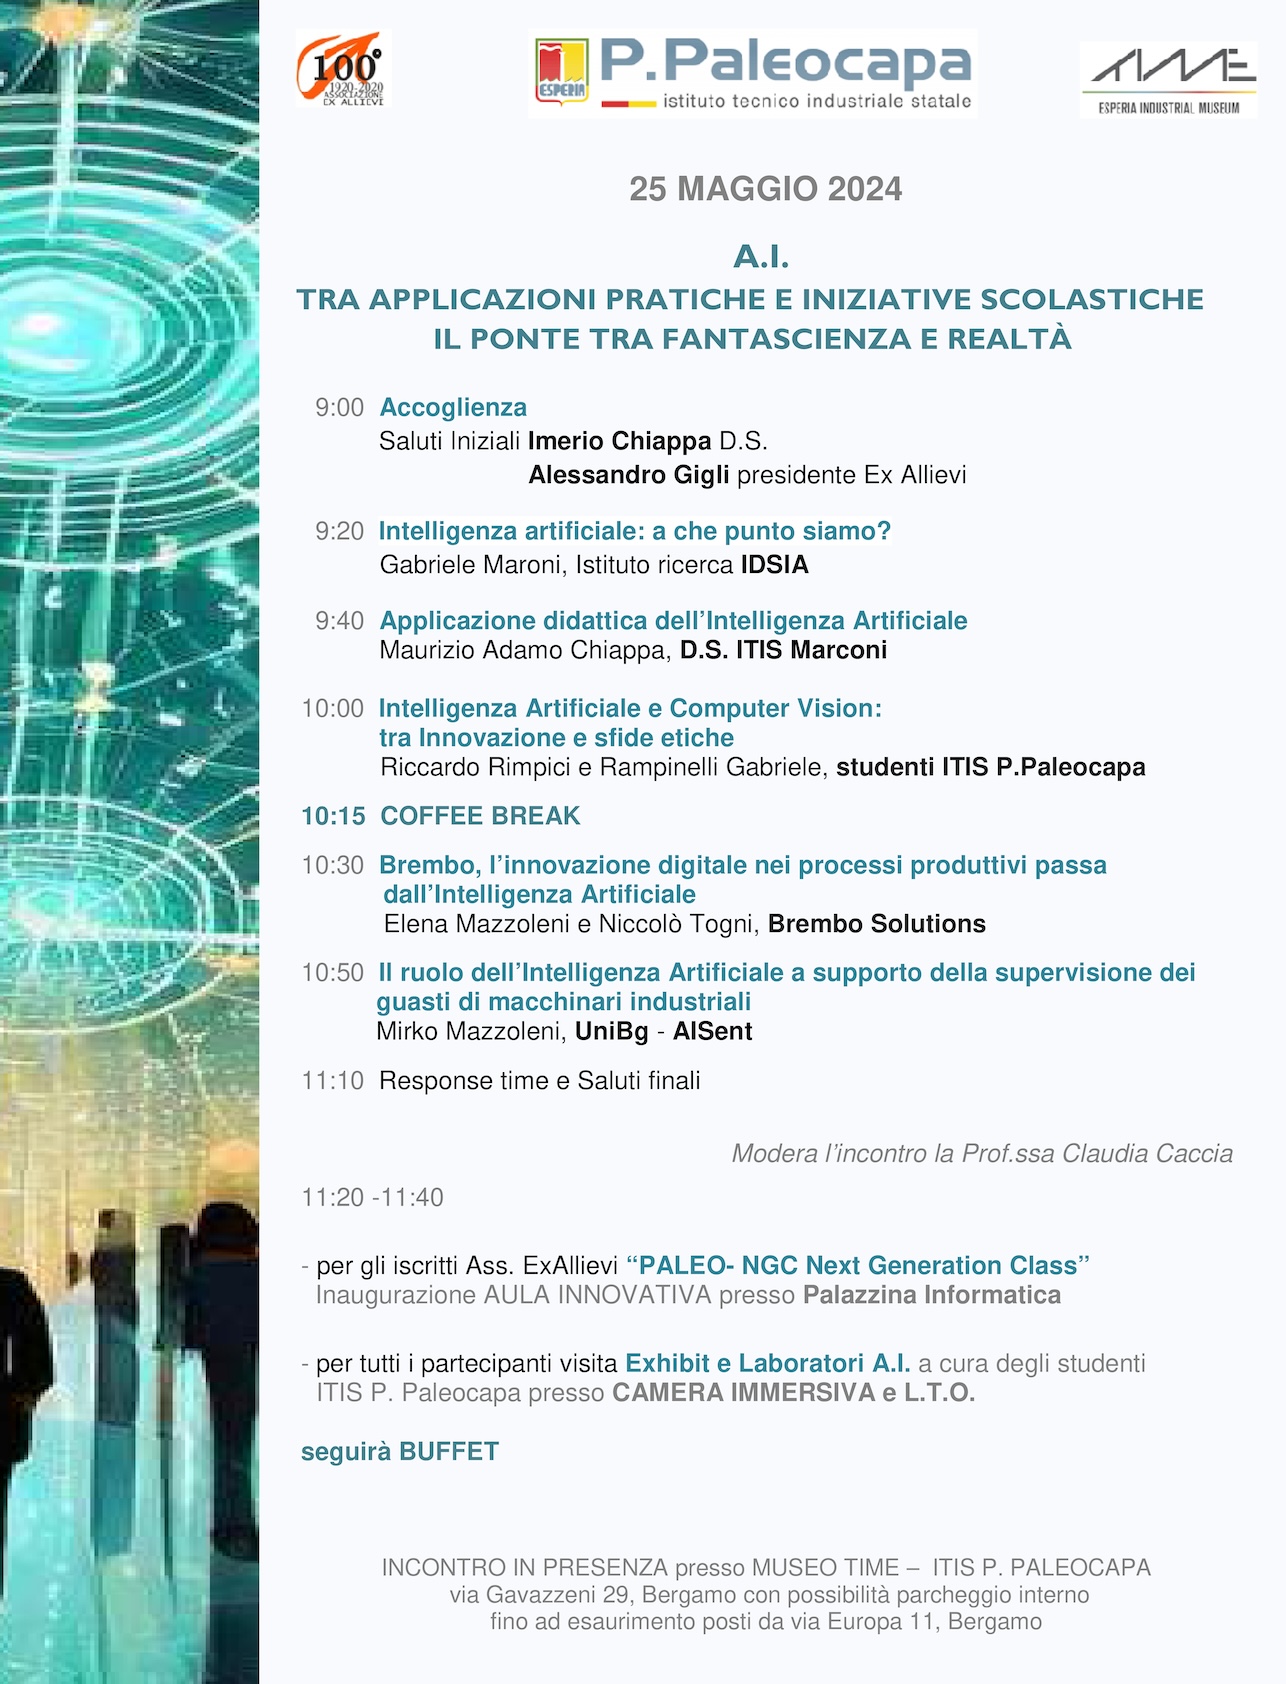 100°
1920-2020
ASSOCIAZIONE
EX ALLIEVI
ESPERIA
P.Paleocapa
istituto tecnico industriale statale
TIME
ESPERIA INDUSTRIAL MUSEUM
25 MAGGIO 2024
A.I.
TRA APPLICAZIONI PRATICHE E INIZIATIVE SCOLASTICHE
IL PONTE TRA FANTASCIENZA E REALTÀ
9:00 Accoglienza
Saluti Iniziali Imerio Chiappa D.S.
Alessandro Gigli presidente Ex Allievi
9:20 Intelligenza artificiale: a che punto siamo?
Gabriele Maroni, Istituto ricerca IDSIA
9:40 Applicazione didattica dell’Intelligenza Artificiale
Maurizio Adamo Chiappa, D.S. ITIS Marconi
10:00 Intelligenza Artificiale e Computer Vision:
tra Innovazione e sfide etiche
Riccardo Rimpici e Rampinelli Gabriele, studenti ITIS P.Paleocapa
10:15 COFFEE BREAK
10:30 Brembo, l’innovazione digitale nei processi produttivi passa
dall’Intelligenza Artificiale
Elena Mazzoleni e Niccolò Togni, Brembo Solutions
10:50 Il ruolo dell’Intelligenza Artificiale a supporto della supervisione dei
guasti di macchinari industriali
Mirko Mazzoleni, UniBg - AISent
11:10 Response time e Saluti finali
Modera l’incontro la Prof.ssa Claudia Caccia
11:20 -11:40
- per gli iscritti Ass. ExAllievi “PALEO- NGC Next Generation Class”
Inaugurazione AULA INNOVATIVA presso Palazzina Informatica
- per tutti i partecipanti visita Exhibit e Laboratori A.I. a cura degli studenti
ITIS P. Paleocapa presso CAMERA IMMERSIVA e L.T.O.
seguirà BUFFET
INCONTRO IN PRESENZA presso MUSEO TIME – ITIS P. PALEOCAPA
via Gavazzeni 29, Bergamo con possibilità parcheggio interno
fino ad esaurimento posti da via Europa 11, Bergamo